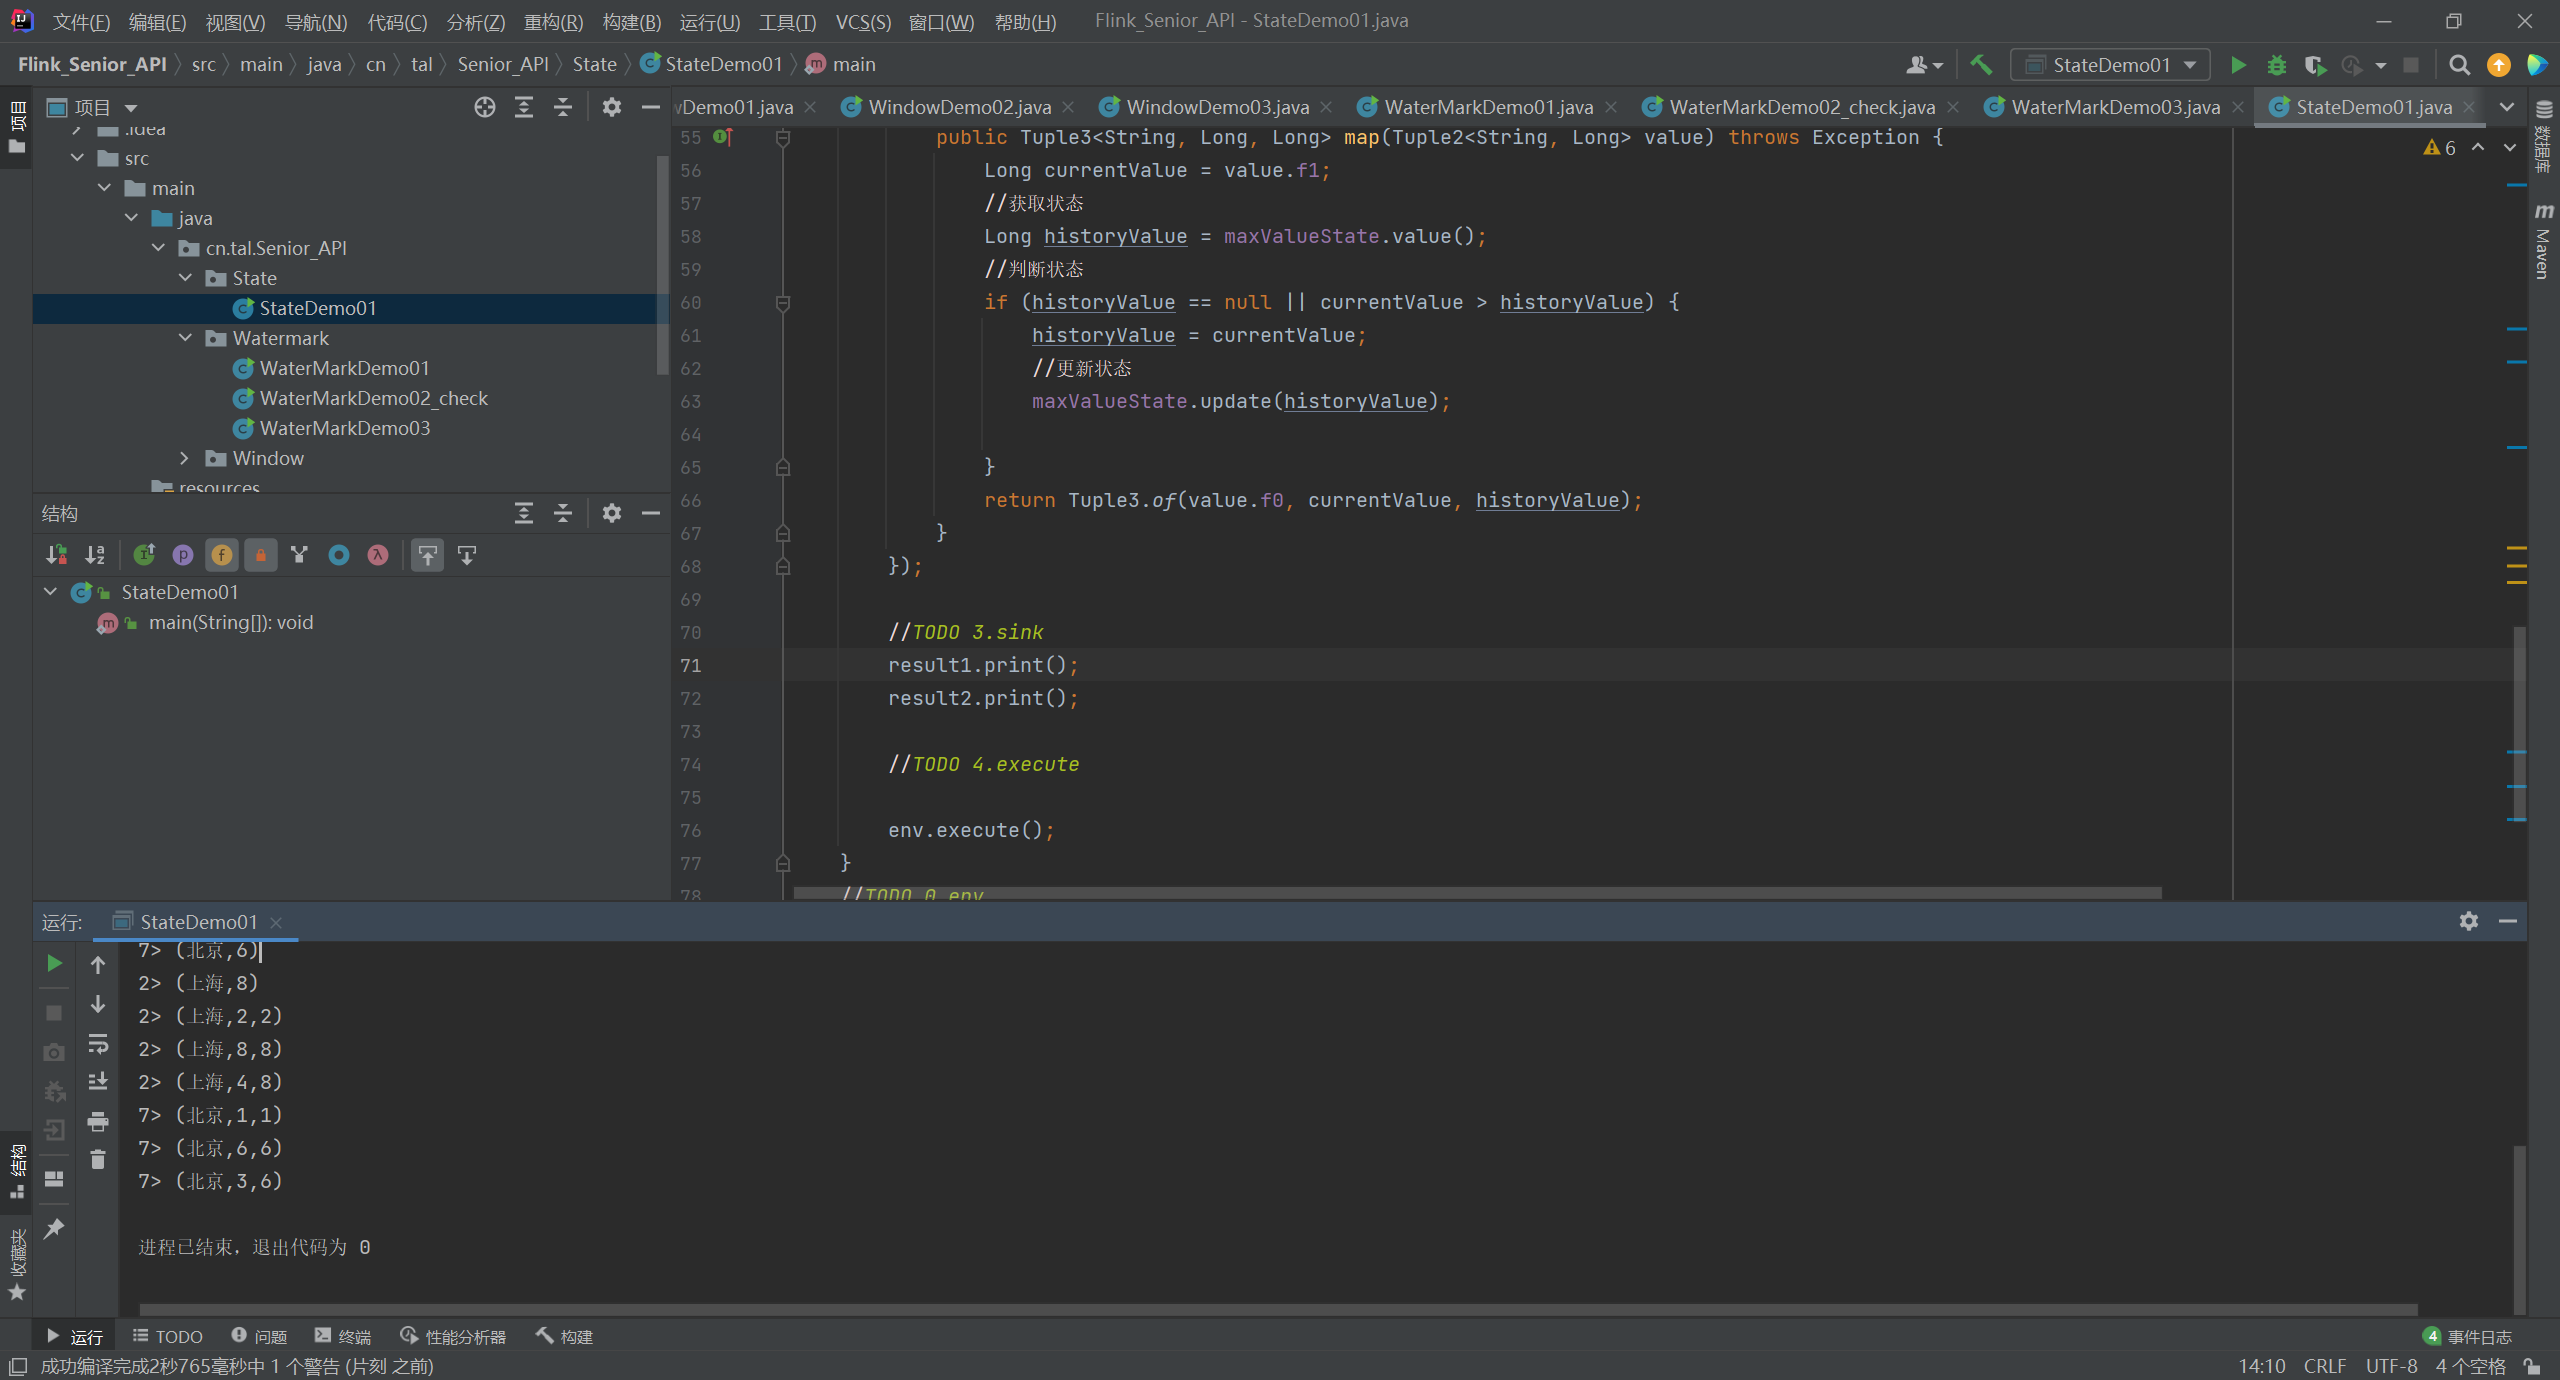 文件(F) 编辑(E) 视图(V) 导航(N) 代码(C) 分析(Z) 重构(R) 构建(B) 运行(U) 工具(T) VCS(S) 窗口(W) 帮助(H) Flink_Senior_API - StateDemo01.java
Flink_Senior_API src main java cn tal Senior_API State StateDemo01 main
StateDemo01
项目
wDemo01.java WindowDemo02.java WindowDemo03.java WaterMarkDemo01.java WaterMarkDemo02_check.java WaterMarkDemo03.java StateDemo01.java
项目
.idea
src
main
java
cn.tal.Senior_API
State
StateDemo01
Watermark
WaterMarkDemo01
WaterMarkDemo02_check
WaterMarkDemo03
Window
resources
结构
StateDemo01
main(String[]): void
55 public Tuple3<String, Long, Long> map(Tuple2<String, Long> value) throws Exception {
56 Long currentValue = value.f1;
57 //获取状态
58 Long historyValue = maxValueState.value();
59 //判断状态
60 if (historyValue == null || currentValue > historyValue) {
61 historyValue = currentValue;
62 //更新状态
63 maxValueState.update(historyValue);
64
65 }
66 return Tuple3.of(value.f0, currentValue, historyValue);
67 }
68 });
69
70 //TODO 3.sink
71 result1.print();
72 result2.print();
73
74 //TODO 4.execute
75
76 env.execute();
77 }
78 //TODO 0.env
6
数据库
Maven
运行: StateDemo01
7> (北京,6)
2> (上海,8)
2> (上海,2,2)
2> (上海,8,8)
2> (上海,4,8)
7> (北京,1,1)
7> (北京,6,6)
7> (北京,3,6)
进程已结束，退出代码为 0
结构
收藏夹
运行 TODO 问题 终端 性能分析器 构建 4 事件日志
成功编译完成2秒765毫秒中 1 个警告 (片刻 之前) 14:10 CRLF UTF-8 4 个空格